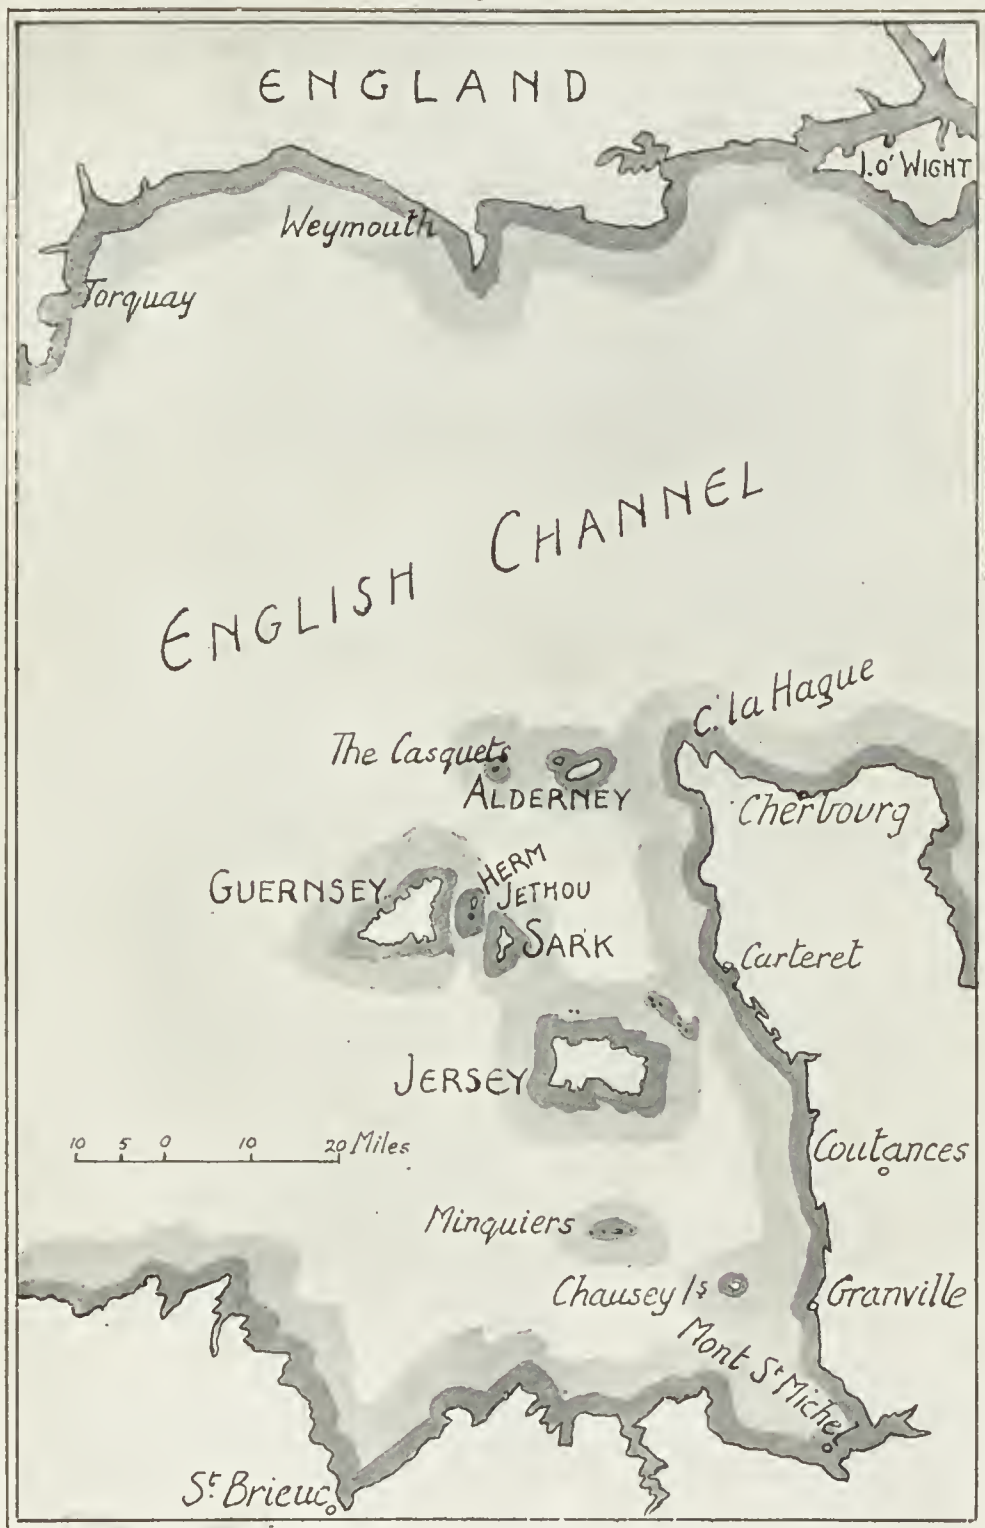 ENGLAND
I. O' WIGHT
Weymouth
Torquay
ENGLISH CHANNEL
C. la Hague
The Casquets
ALDERNEY
Cherbourg
HERM
GUERNSEY
JETHOU
SARK
Carteret
JERSEY
10 5 0 10 20 Miles
Coutances
Minquiers
Chausey Is
Granville
Mont St Michel
St. Brieuc